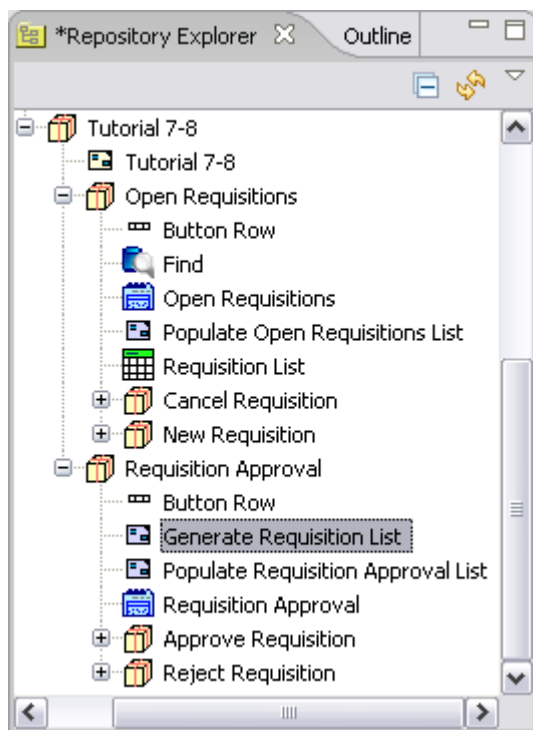 *Repository Explorer Outline
Tutorial 7-8
Tutorial 7-8
Open Requisitions
Button Row
Find
Open Requisitions
Populate Open Requisitions List
Requisition List
Cancel Requisition
New Requisition
Requisition Approval
Button Row
Generate Requisition List
Populate Requisition Approval List
Requisition Approval
Approve Requisition
Reject Requisition